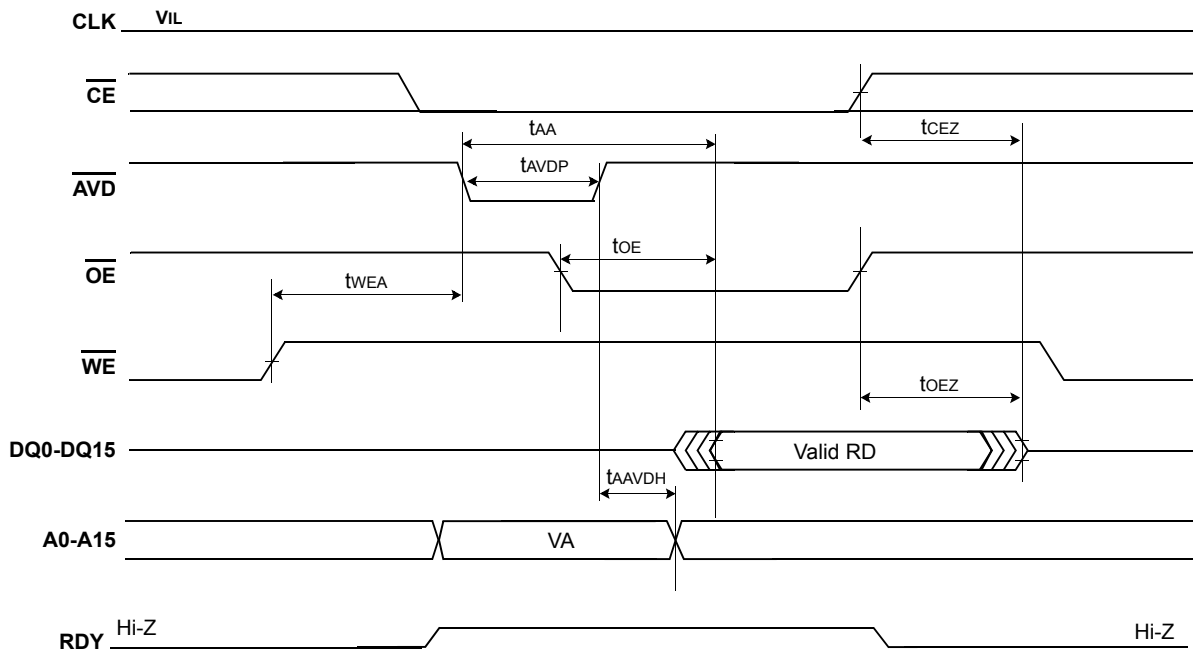 CLK VIL
CE
tAA tCEZ
AVD tAVDP
OE tOE
tWEA
WE
tOEZ
DQ0-DQ15 Valid RD
tAAVDH
A0-A15 VA
RDY Hi-Z Hi-Z